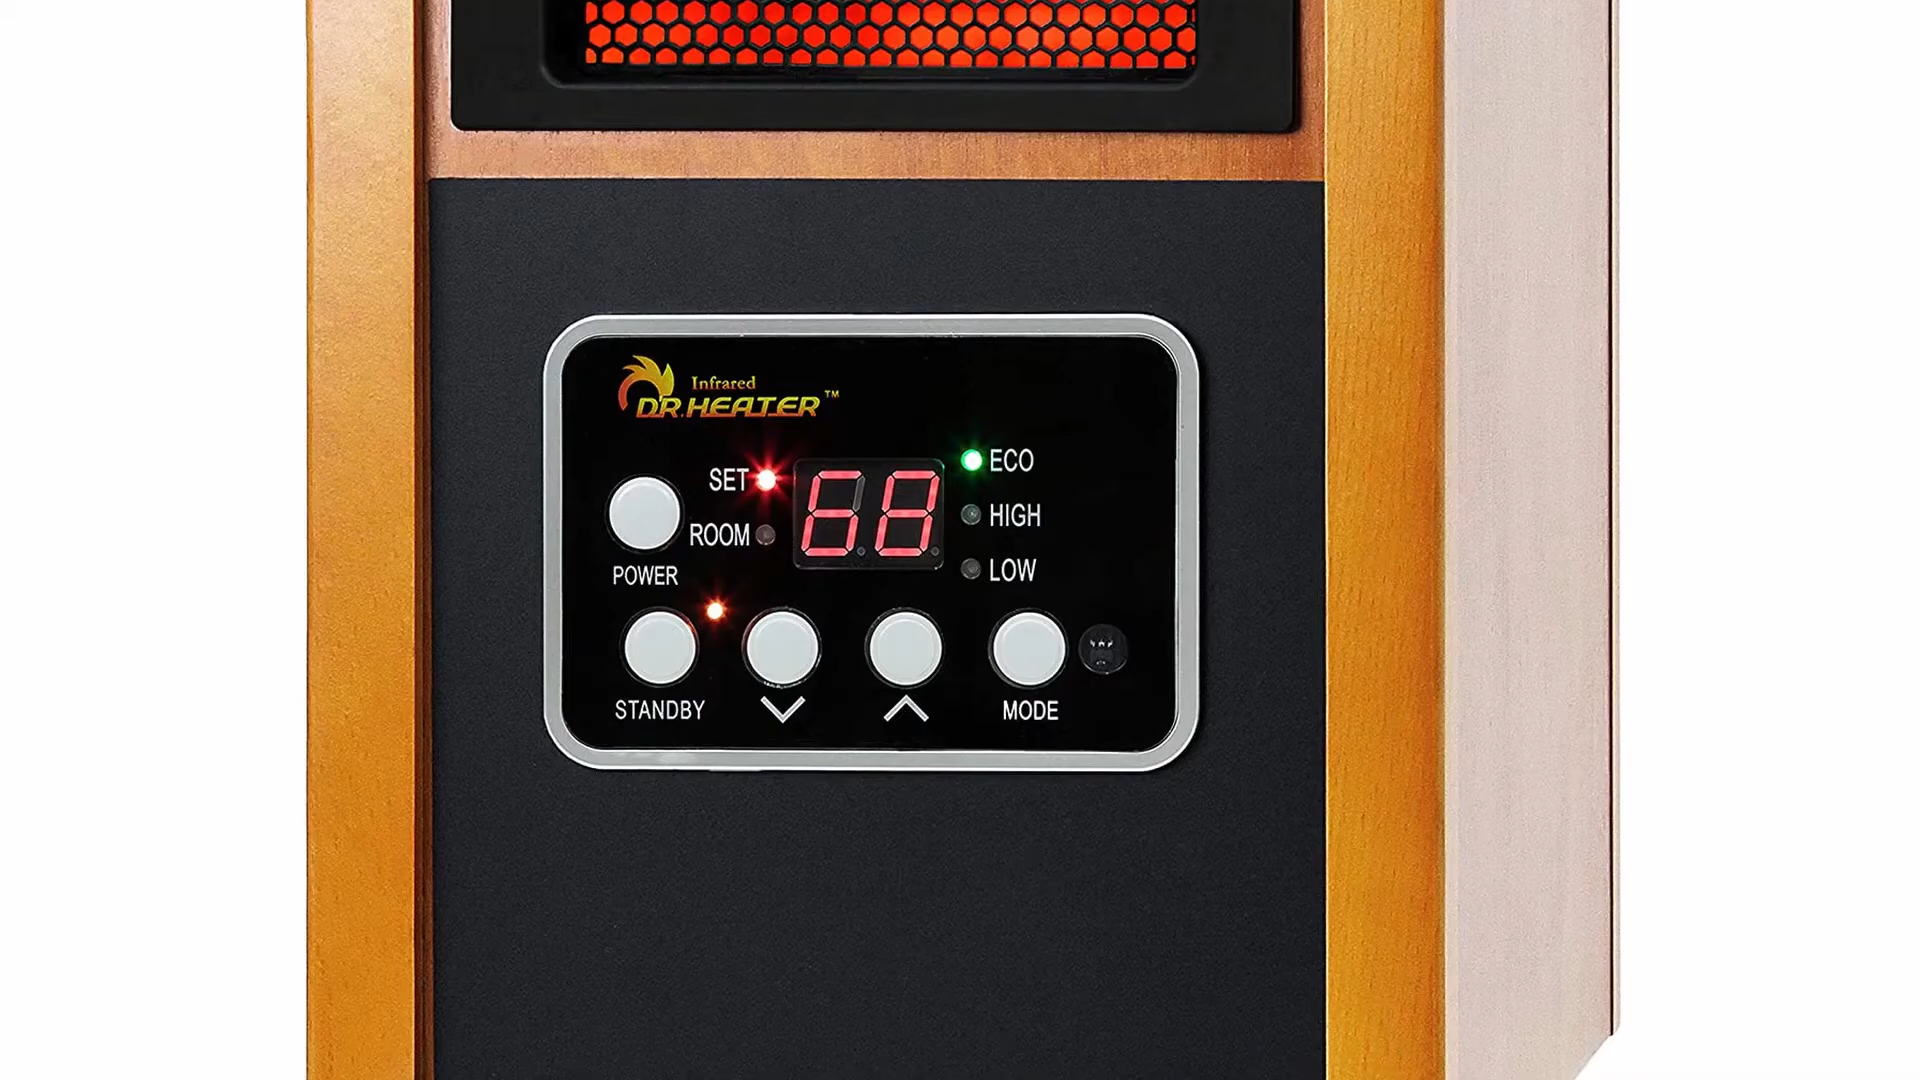 Infrared
DR. HEATER™
SET
68
ECO
ROOM
HIGH
POWER
LOW
STANDBY
MODE